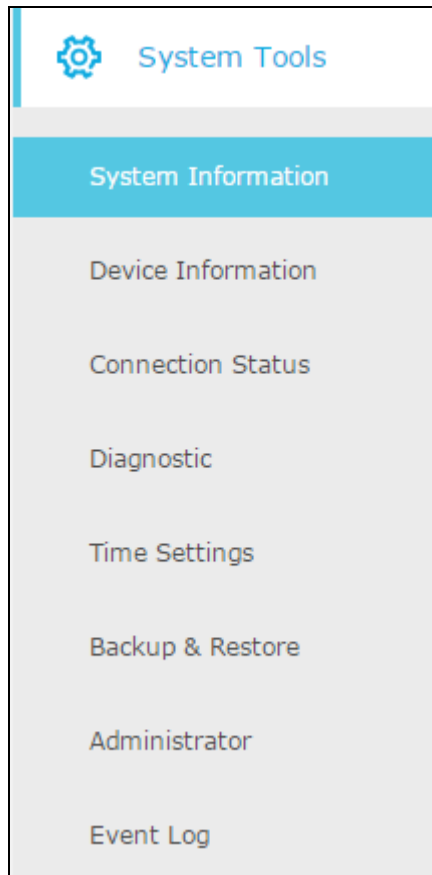 System Tools
System Information
Device Information
Connection Status
Diagnostic
Time Settings
Backup & Restore
Administrator
Event Log